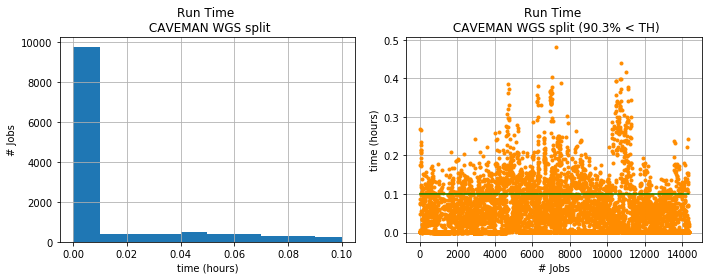 Run Time
CAVEMAN WGS split
10000
8000
6000
4000
2000
0
# Jobs
0.00 0.02 0.04 0.06 0.08 0.10
time (hours)
Run Time
CAVEMAN WGS split (90.3% < TH)
0.5
0.4
0.3
0.2
0.1
0.0
time (hours)
0 2000 4000 6000 8000 10000 12000 14000
# Jobs